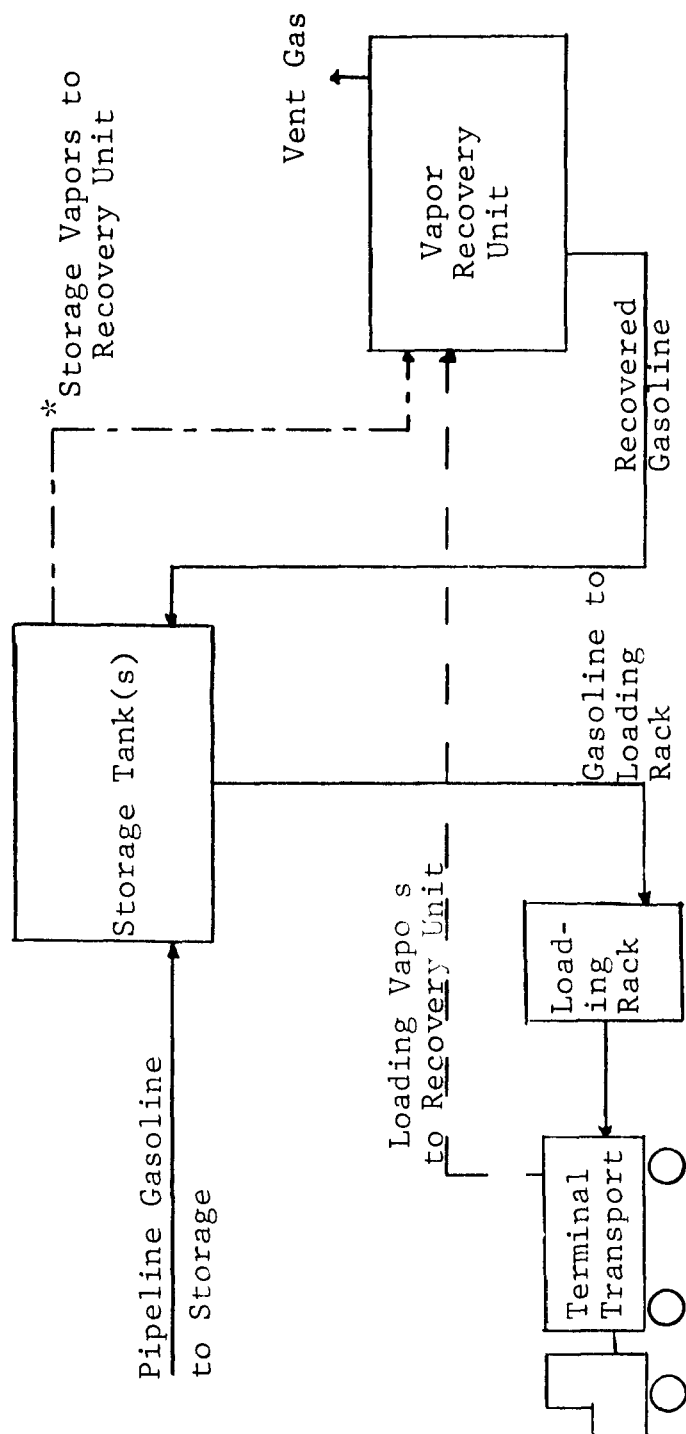 Pipeline Gasoline
to Storage
Storage Tank(s)
*Storage Vapors to
Recovery Unit
Vent Gas
Vapor
Recovery
Unit
Recovered
Gasoline
Gasoline to
Loading
Rack
Loading Vapo s
to Recovery Unit
Load-
ing
Rack
Terminal
Transport